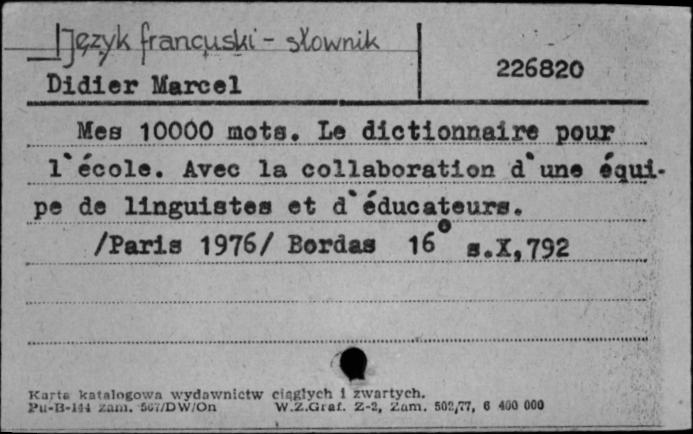 Język francuski - słownik
Didier Marcel
226820
Mes 10000 mots. Le dictionnaire pour
l`école. Avec la collaboration d`une équi-
pe de linguistes et d`éducateurs.
/Paris 1976/ Bordas 16° s.X,792
Karta katalogowa wydawnictw ciągłych i zwartych.
Pu-B-144 zam. 567/DW/On W.Z.Graf. Z-2, Zam. 502/77, 6 400 000